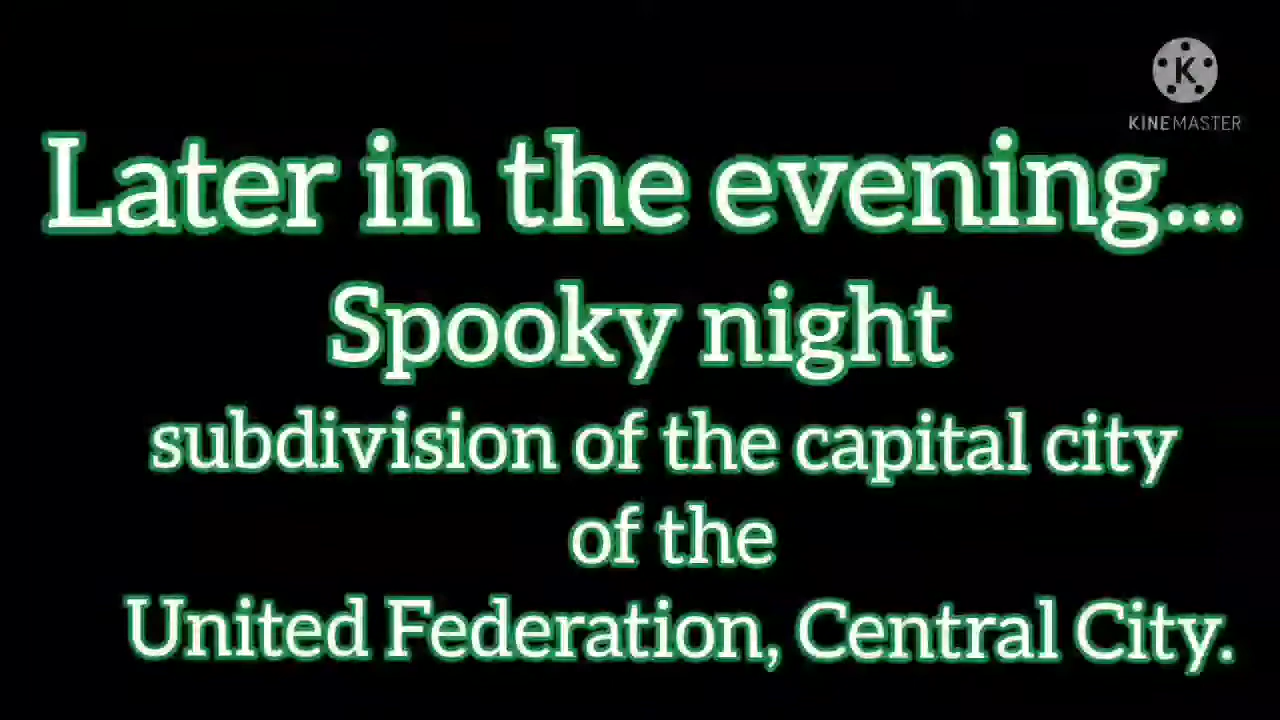 K
KINEMASTER
Later in the evening...
Spooky night
subdivision of the capital city
of the
United Federation, Central City.